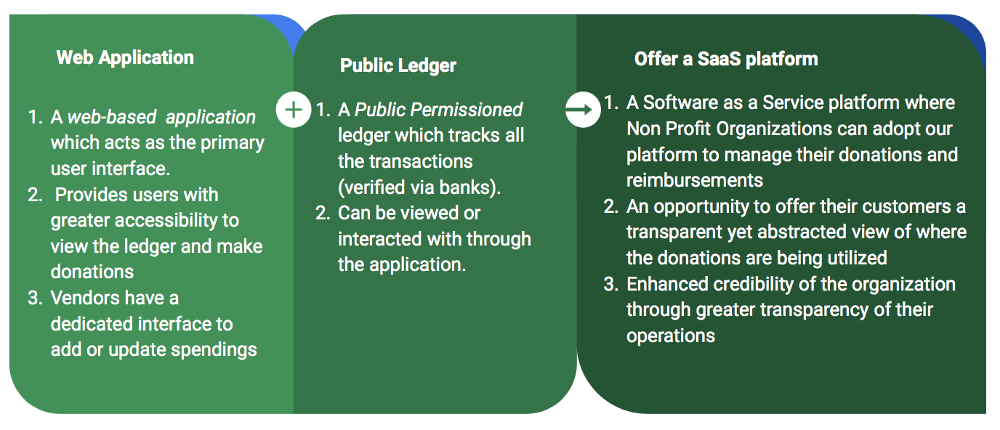 Web Application
1. A web-based application
which acts as the primary
user interface.
2. Provides users with
greater accessibility to
view the ledger and make
donations
3. Vendors have a
dedicated interface to
add or update spendings
Public Ledger
1. A Public Permissioned
ledger which tracks all
the transactions
(verified via banks).
2. Can be viewed or
interacted with through
the application.
Offer a SaaS platform
1. A Software as a Service platform where
Non Profit Organizations can adopt our
platform to manage their donations and
reimbursements
2. An opportunity to offer their customers a
transparent yet abstracted view of where
the donations are being utilized
3. Enhanced credibility of the organization
through greater transparency of their
operations